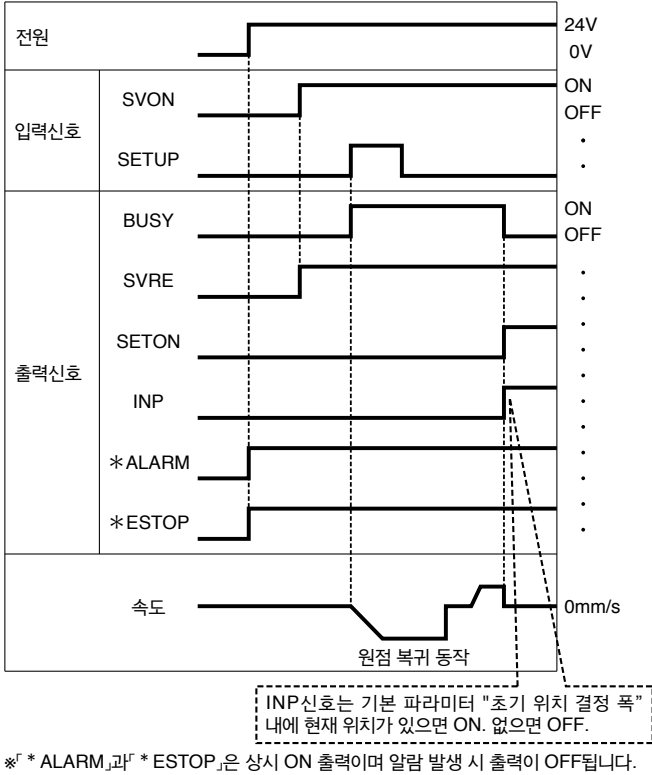 전원
24V
0V
입력신호
SVON
ON
OFF
SETUP
출력신호
BUSY
ON
OFF
SVRE
SETON
INP
＊ALARM
＊ESTOP
속도
0mm/s
원점 복귀 동작
INP신호는 기본 파라미터 "초기 위치 결정 폭"
내에 현재 위치가 있으면 ON. 없으면 OFF.
※「＊ALARM」과「＊ESTOP」은 상시 ON 출력이며 알람 발생 시 출력이 OFF됩니다.